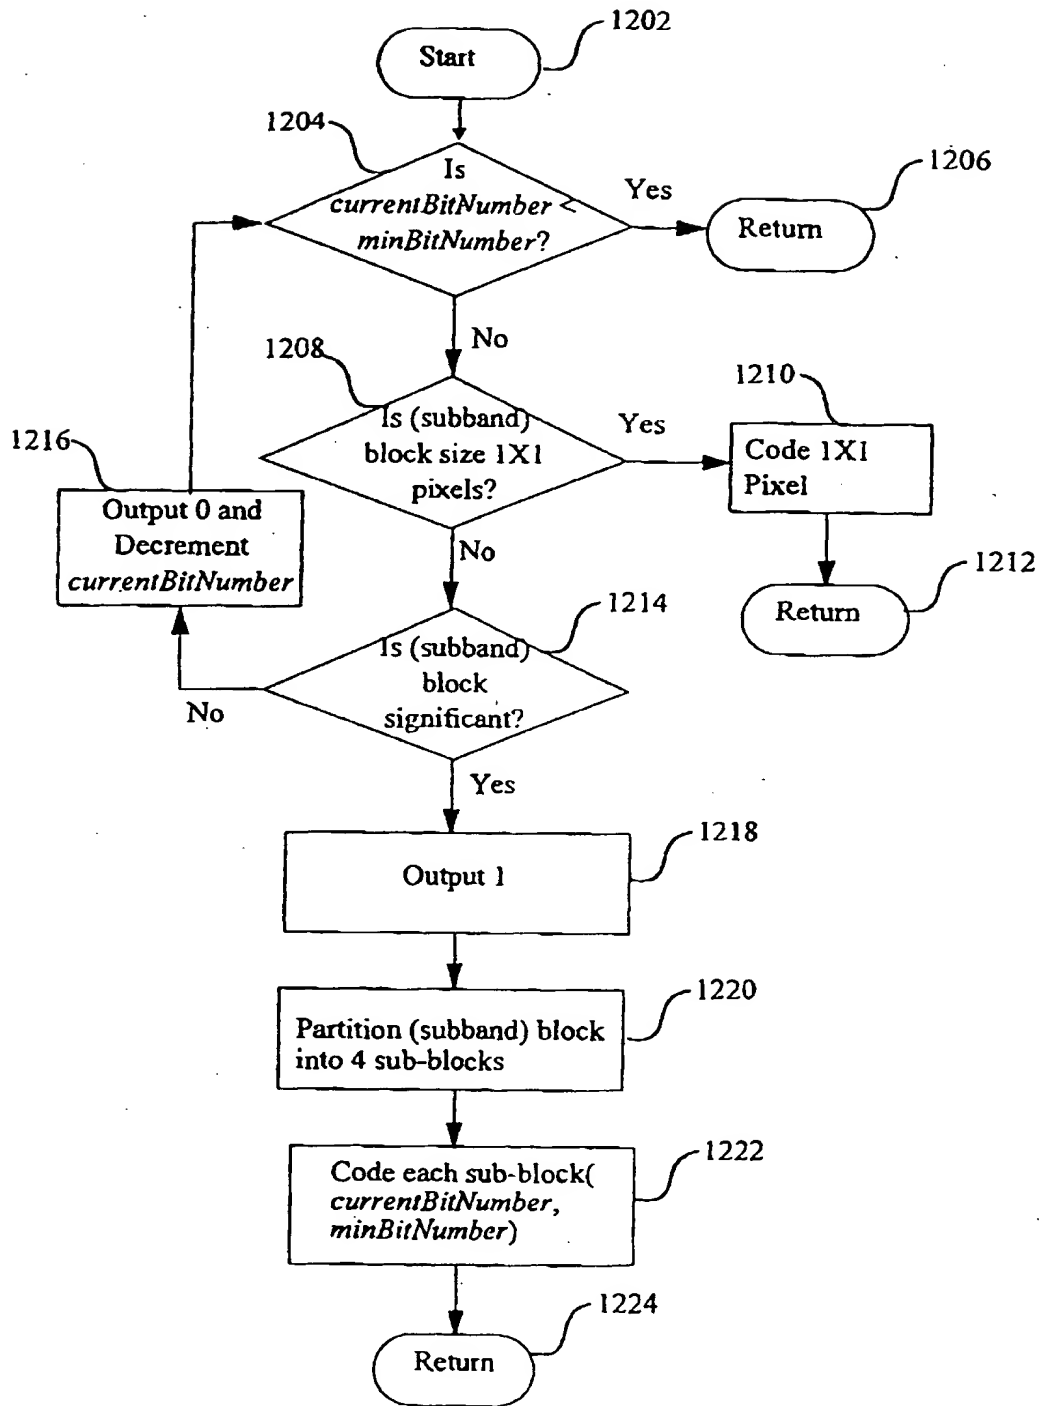 1202
Start
1204
Is
currentBitNumber <
minBitNumber?
Yes
1206
Return
No
1208
Is (subband)
block size 1X1
pixels?
Yes
1210
Code 1X1
Pixel
1212
Return
1216
Output 0 and
Decrement
currentBitNumber
No
1214
Is (subband)
block
significant?
No
Yes
1218
Output 1
1220
Partition (subband) block
into 4 sub-blocks
1222
Code each sub-block(
currentBitNumber,
minBitNumber)
1224
Return